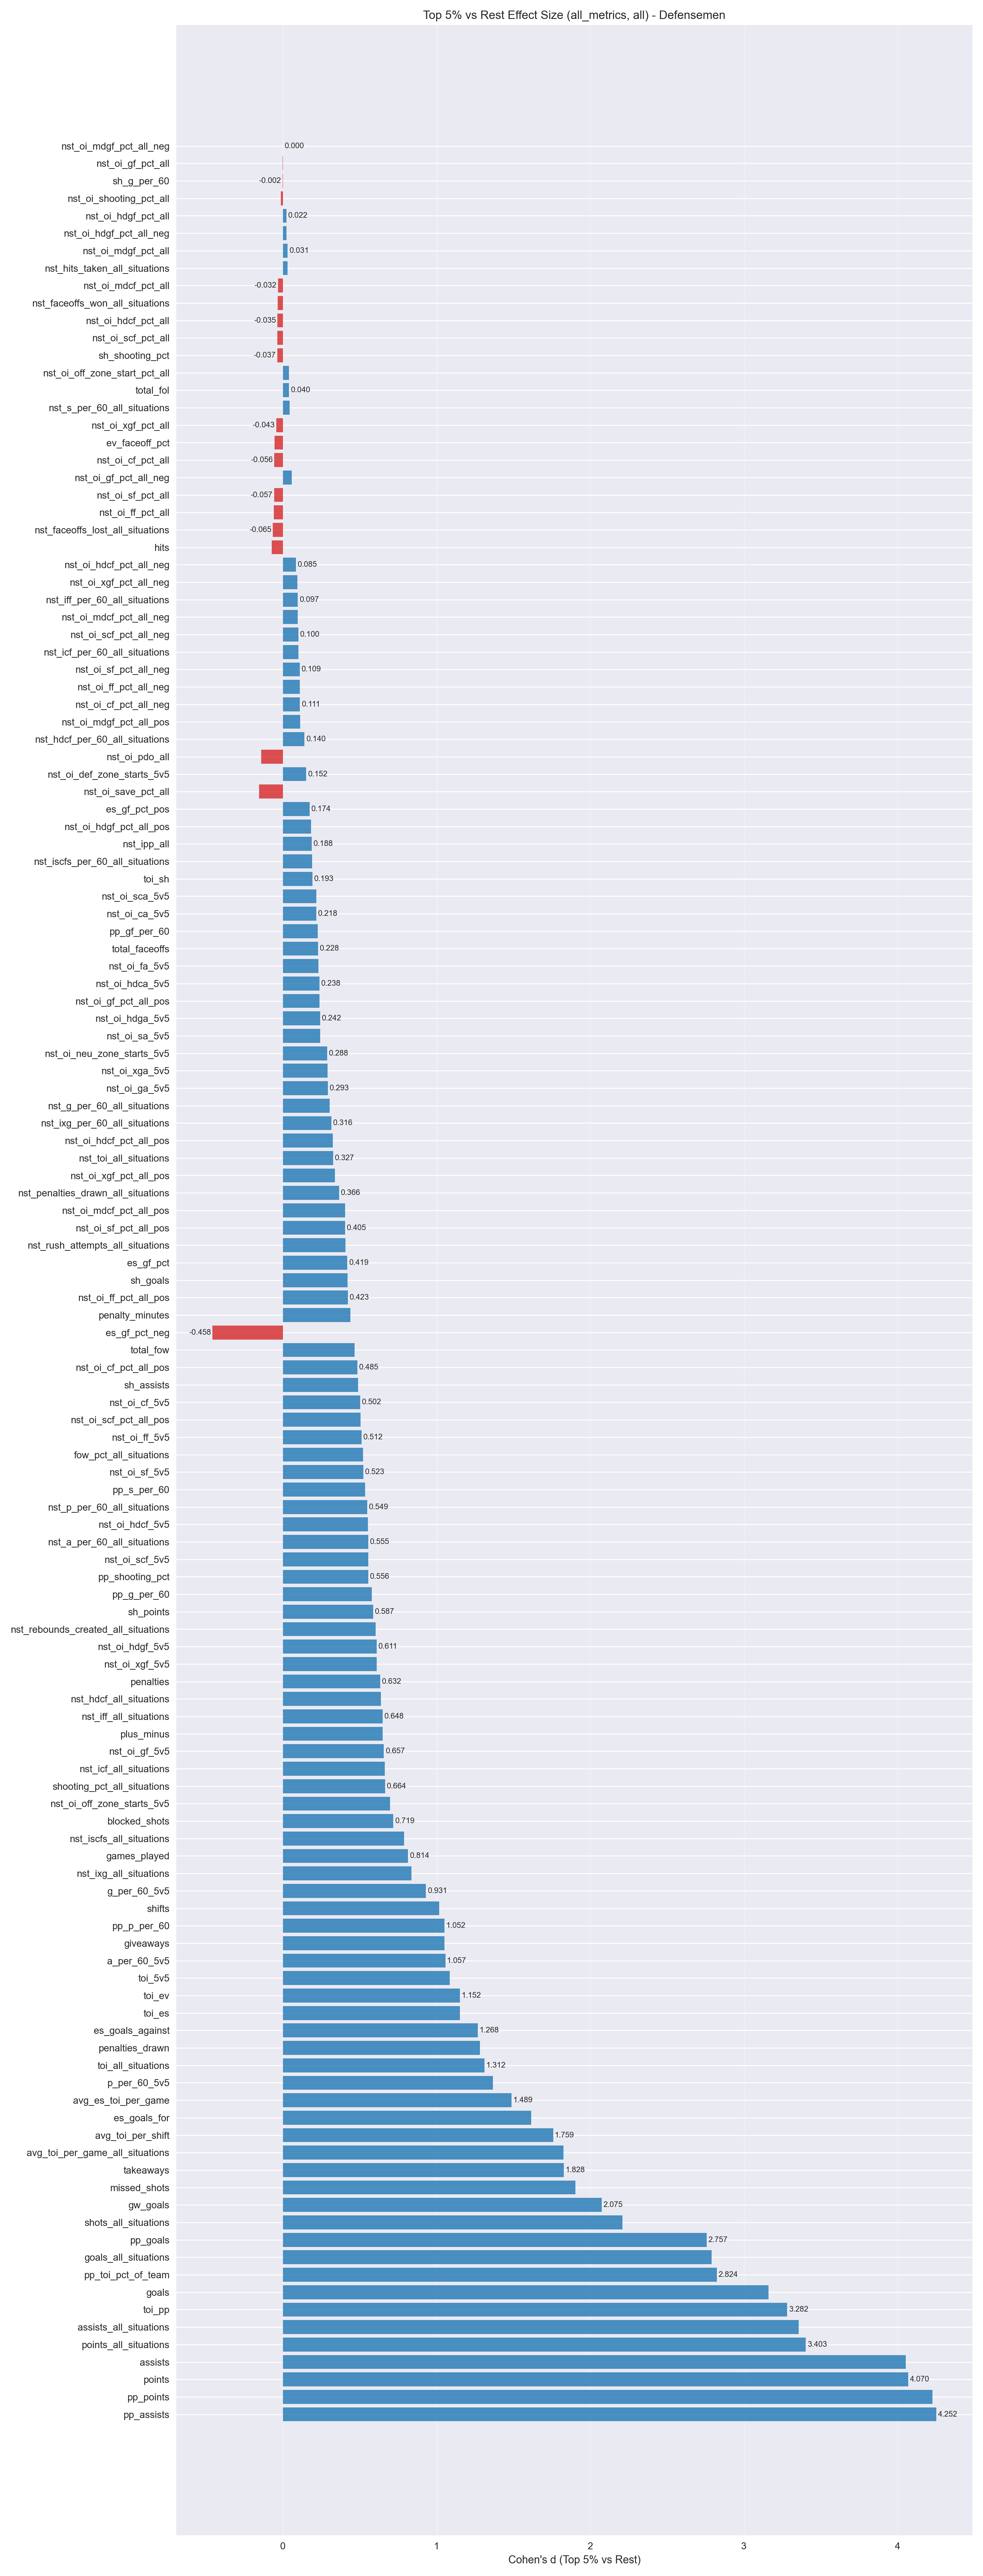 Top 5% vs Rest Effect Size (all_metrics, all) - Defensemen
nst_oi_mdgf_pct_all_neg 0.000
nst_oi_gf_pct_all
sh_g_per_60 -0.002
nst_oi_shooting_pct_all
nst_oi_hdgf_pct_all 0.022
nst_oi_hdgf_pct_all_neg
nst_oi_mdgf_pct_all 0.031
nst_hits_taken_all_situations
nst_oi_mdcf_pct_all -0.032
nst_faceoffs_won_all_situations
nst_oi_hdcf_pct_all -0.035
nst_oi_scf_pct_all
sh_shooting_pct -0.037
nst_oi_off_zone_start_pct_all
total_fol 0.040
nst_s_per_60_all_situations
nst_oi_xgf_pct_all -0.043
ev_faceoff_pct
nst_oi_cf_pct_all -0.056
nst_oi_gf_pct_all_neg
nst_oi_sf_pct_all -0.057
nst_oi_ff_pct_all
nst_faceoffs_lost_all_situations -0.065
hits
nst_oi_hdcf_pct_all_neg 0.085
nst_oi_xgf_pct_all_neg
nst_iff_per_60_all_situations 0.097
nst_oi_mdcf_pct_all_neg
nst_oi_scf_pct_all_neg 0.100
nst_icf_per_60_all_situations
nst_oi_sf_pct_all_neg 0.109
nst_oi_ff_pct_all_neg
nst_oi_cf_pct_all_neg 0.111
nst_oi_mdgf_pct_all_pos
nst_hdcf_per_60_all_situations 0.140
nst_oi_pdo_all
nst_oi_def_zone_starts_5v5 0.152
nst_oi_save_pct_all
es_gf_pct_pos 0.174
nst_oi_hdgf_pct_all_pos
nst_ipp_all 0.188
nst_iscfs_per_60_all_situations
toi_sh 0.193
nst_oi_sca_5v5
nst_oi_ca_5v5 0.218
pp_gf_per_60
total_faceoffs 0.228
nst_oi_fa_5v5
nst_oi_hdca_5v5 0.238
nst_oi_gf_pct_all_pos
nst_oi_hdga_5v5 0.242
nst_oi_sa_5v5
nst_oi_neu_zone_starts_5v5 0.288
nst_oi_xga_5v5
nst_oi_ga_5v5 0.293
nst_g_per_60_all_situations
nst_ixg_per_60_all_situations 0.316
nst_oi_hdcf_pct_all_pos
nst_toi_all_situations 0.327
nst_oi_xgf_pct_all_pos
nst_penalties_drawn_all_situations 0.366
nst_oi_mdcf_pct_all_pos
nst_oi_sf_pct_all_pos 0.405
nst_rush_attempts_all_situations
es_gf_pct 0.419
sh_goals
nst_oi_ff_pct_all_pos 0.423
penalty_minutes
es_gf_pct_neg -0.458
total_fow
nst_oi_cf_pct_all_pos 0.485
sh_assists
nst_oi_cf_5v5 0.502
nst_oi_scf_pct_all_pos
nst_oi_ff_5v5 0.512
fow_pct_all_situations
nst_oi_sf_5v5 0.523
pp_s_per_60
nst_p_per_60_all_situations 0.549
nst_oi_hdcf_5v5
nst_a_per_60_all_situations 0.555
nst_oi_scf_5v5
pp_shooting_pct 0.556
pp_g_per_60
sh_points 0.587
nst_rebounds_created_all_situations
nst_oi_hdgf_5v5 0.611
nst_oi_xgf_5v5
penalties 0.632
nst_hdcf_all_situations
nst_iff_all_situations 0.648
plus_minus
nst_oi_gf_5v5 0.657
nst_icf_all_situations
shooting_pct_all_situations 0.664
nst_oi_off_zone_starts_5v5
blocked_shots 0.719
nst_iscfs_all_situations
games_played 0.814
nst_ixg_all_situations
g_per_60_5v5 0.931
shifts
pp_p_per_60 1.052
giveaways
a_per_60_5v5 1.057
toi_5v5
toi_ev 1.152
toi_es
es_goals_against 1.268
penalties_drawn
toi_all_situations 1.312
p_per_60_5v5
avg_es_toi_per_game 1.489
es_goals_for
avg_toi_per_shift 1.759
avg_toi_per_game_all_situations
takeaways 1.828
missed_shots
gw_goals 2.075
shots_all_situations
pp_goals 2.757
goals_all_situations
pp_toi_pct_of_team 2.824
goals
toi_pp 3.282
assists_all_situations
points_all_situations 3.403
assists
points 4.070
pp_points
pp_assists 4.252
0 1 2 3 4
Cohen's d (Top 5% vs Rest)